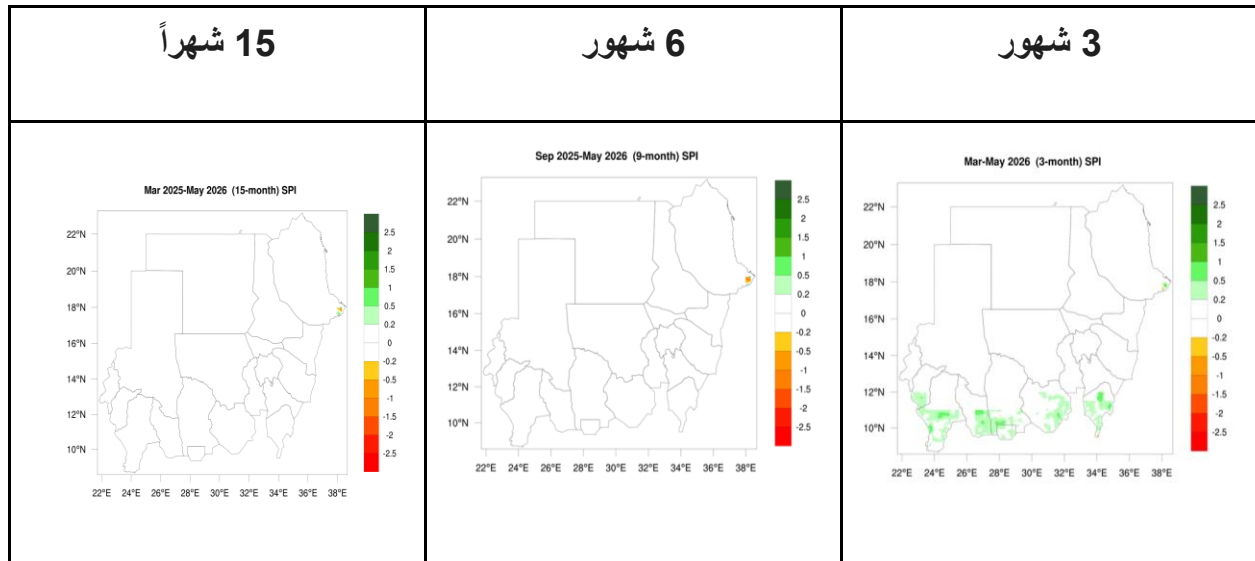 3 شهور
6 شهور
15 شهراً
Mar-May 2026 (3-month) SPI
22°N
20°N
18°N
16°N
14°N
12°N
10°N
22°E 24°E 26°E 28°E 30°E 32°E 34°E 36°E 38°E
2.5
2
1.5
1
0.5
0.2
0
-0.2
-0.5
-1
-1.5
-2
-2.5
Sep 2025-May 2026 (9-month) SPI
22°N
20°N
18°N
16°N
14°N
12°N
10°N
22°E 24°E 26°E 28°E 30°E 32°E 34°E 36°E 38°E
2.5
2
1.5
1
0.5
0.2
0
-0.2
-0.5
-1
-1.5
-2
-2.5
Mar 2025-May 2026 (15-month) SPI
22°N
20°N
18°N
16°N
14°N
12°N
10°N
22°E 24°E 26°E 28°E 30°E 32°E 34°E 36°E 38°E
2.5
2
1.5
1
0.5
0.2
0
-0.2
-0.5
-1
-1.5
-2
-2.5